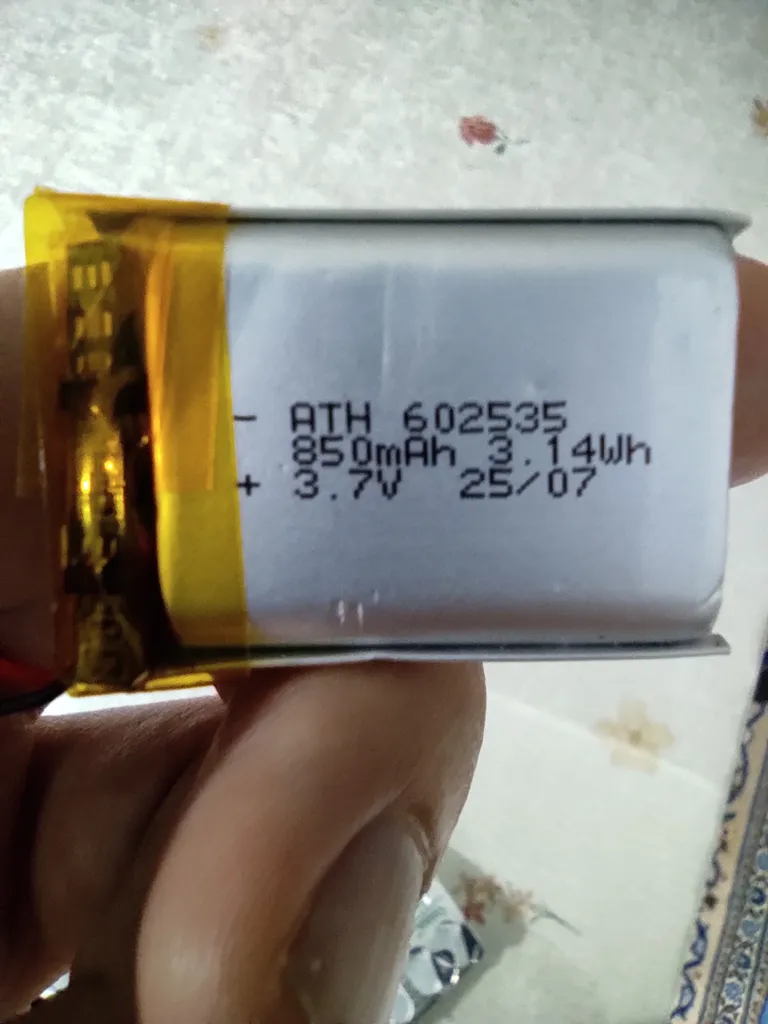 - ATH 602535
850mAh 3.14Wh
+ 3.7V 25/07